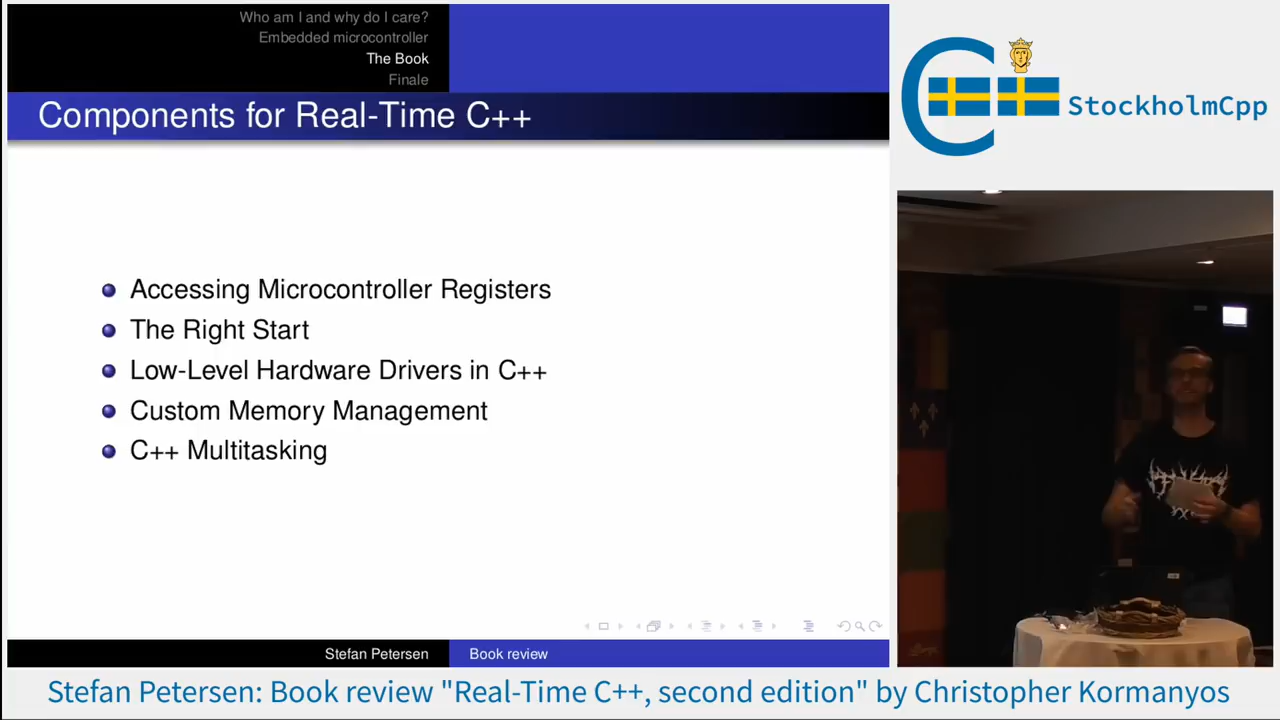 Who am I and why do I care?
Embedded microcontroller
The Book
Finale
Components for Real-Time C++
Accessing Microcontroller Registers
The Right Start
Low-Level Hardware Drivers in C++
Custom Memory Management
C++ Multitasking
Stefan Petersen
Book review
StockholmCpp
Stefan Petersen: Book review "Real-Time C++, second edition" by Christopher Kormanyos